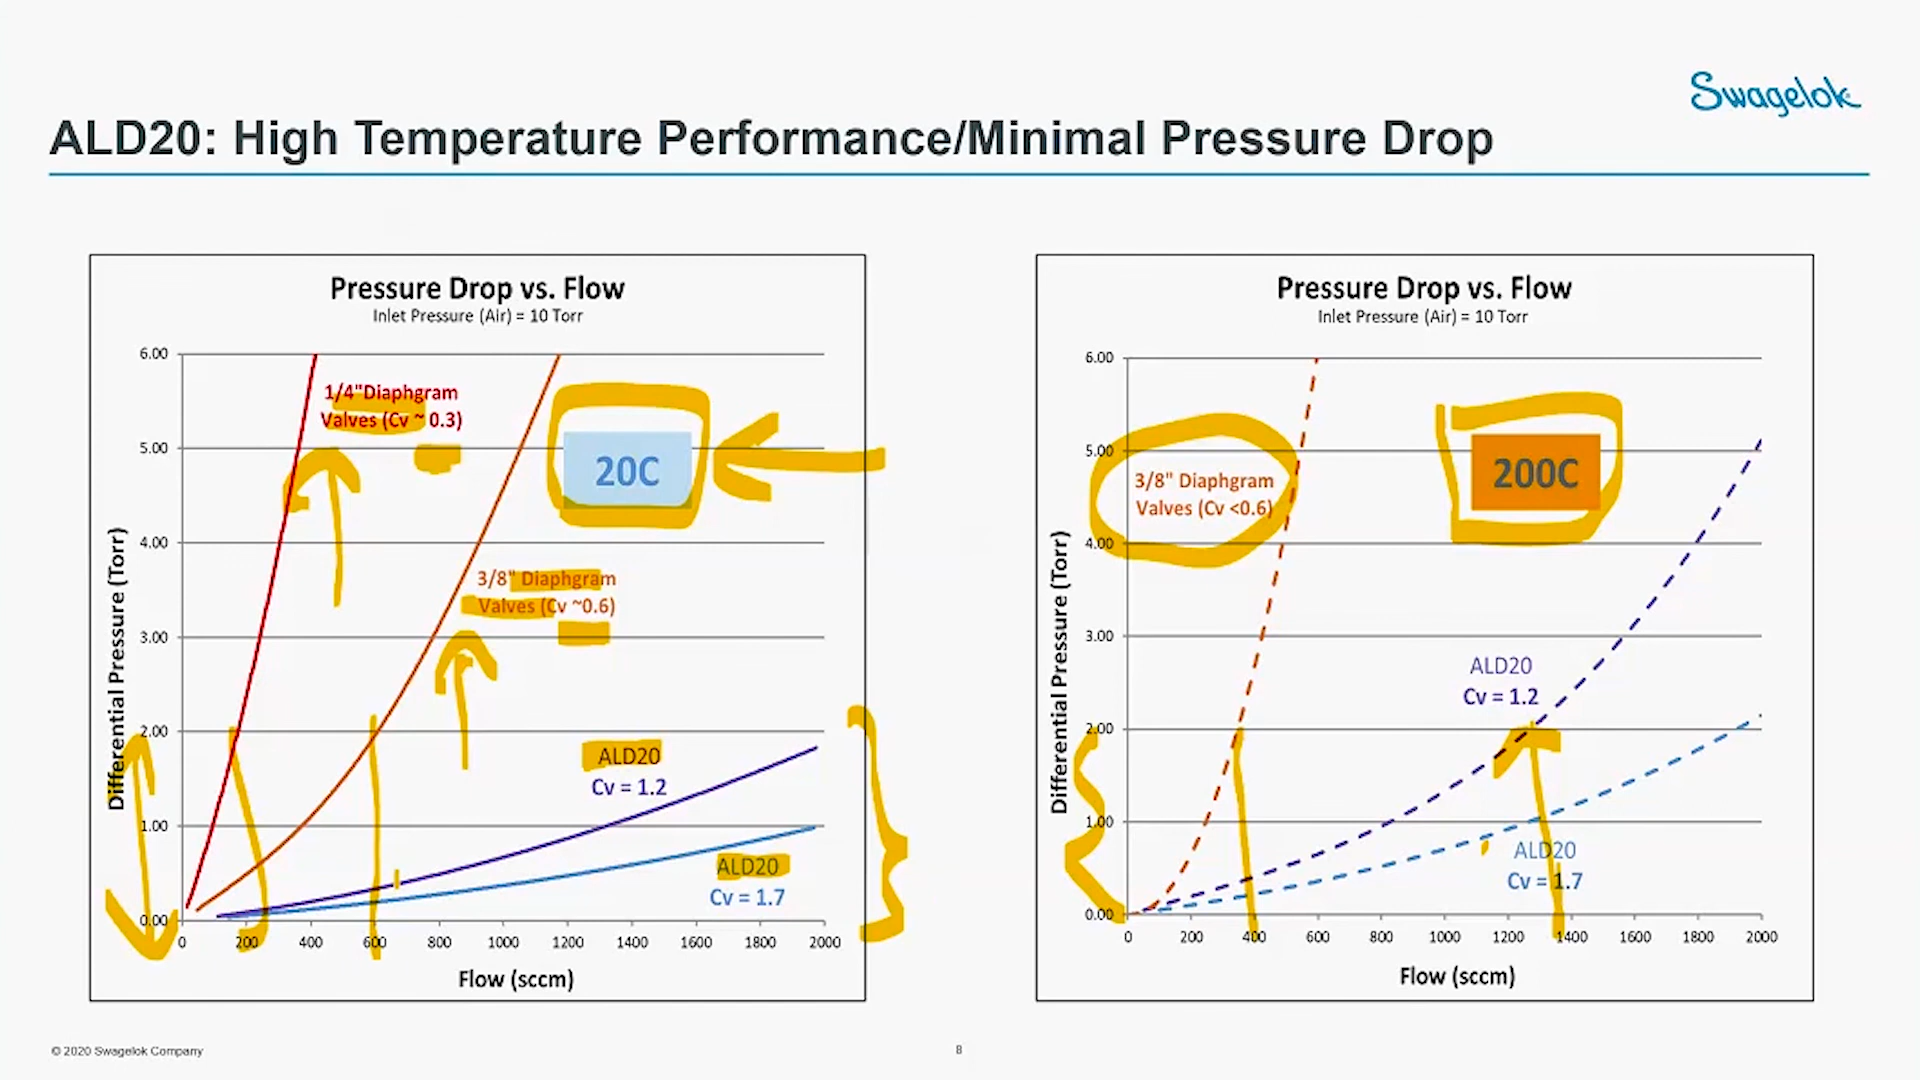 Swagelok
ALD20: High Temperature Performance/Minimal Pressure Drop
Pressure Drop vs. Flow
Inlet Pressure (Air) = 10 Torr
6.00
5.00
4.00
3.00
2.00
1.00
0.00
Differential Pressure (Torr)
1/4"Diaphgram
Valves (Cv ~ 0.3)
20C
3/8" Diaphgram
Valves (Cv ~0.6)
ALD20
Cv = 1.2
ALD20
Cv = 1.7
0 200 400 600 800 1000 1200 1400 1600 1800 2000
Flow (sccm)
Pressure Drop vs. Flow
Inlet Pressure (Air) = 10 Torr
6.00
5.00
4.00
3.00
2.00
1.00
0.00
Differential Pressure (Torr)
3/8" Diaphgram
Valves (Cv <0.6)
200C
ALD20
Cv = 1.2
ALD20
Cv = 1.7
0 200 400 600 800 1000 1200 1400 1600 1800 2000
Flow (sccm)
© 2020 Swagelok Company
8